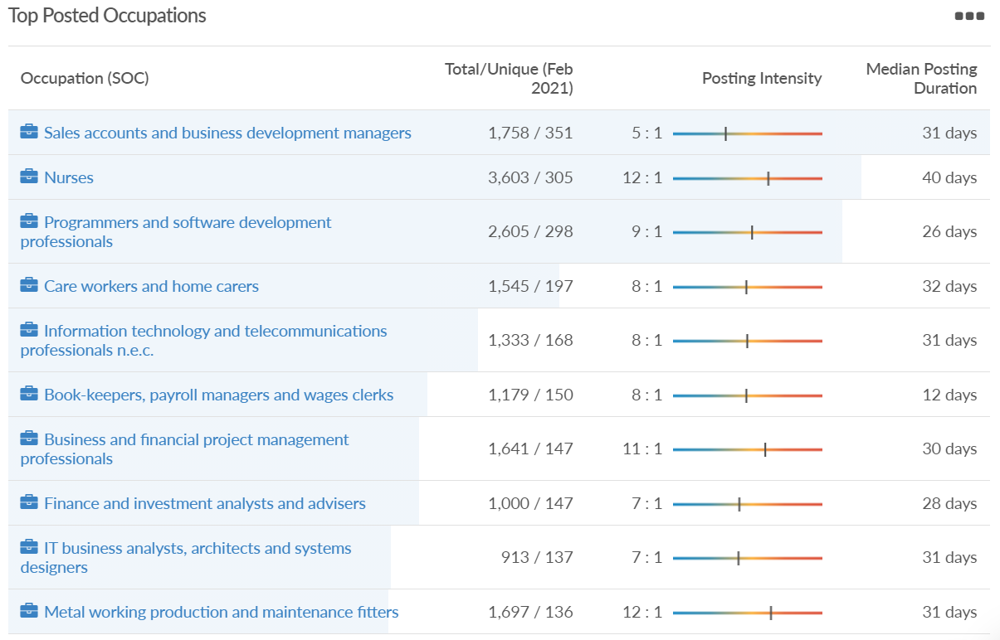 Top Posted Occupations
Occupation (SOC)
Total/Unique (Feb
2021)
Posting Intensity
Median Posting
Duration
Sales accounts and business development managers 1,758 / 351 5 : 1 31 days
Nurses 3,603 / 305 12 : 1 40 days
Programmers and software development
professionals 2,605 / 298 9 : 1 26 days
Care workers and home carers 1,545 / 197 8 : 1 32 days
Information technology and telecommunications
professionals n.e.c. 1,333 / 168 8 : 1 31 days
Book-keepers, payroll managers and wages clerks 1,179 / 150 8 : 1 12 days
Business and financial project management
professionals 1,641 / 147 11 : 1 30 days
Finance and investment analysts and advisers 1,000 / 147 7 : 1 28 days
IT business analysts, architects and systems
designers 913 / 137 7 : 1 31 days
Metal working production and maintenance fitters 1,697 / 136 12 : 1 31 days